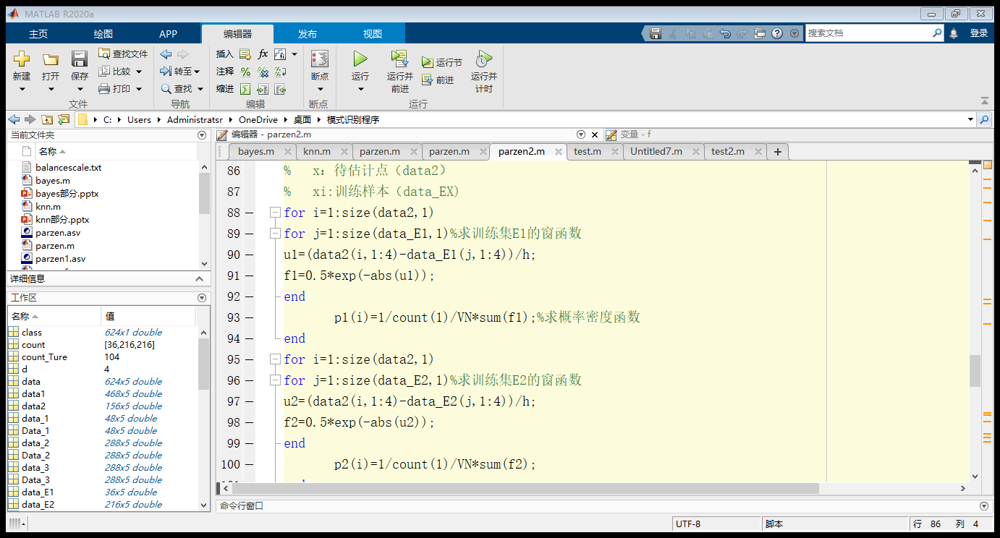 MATLAB R2020a
主页 绘图 APP 编辑器 发布 视图 搜索文档 登录
新建 打开 保存 查找文件 比较 打印 转至 查找 插入 fx 注释 缩进 断点 运行 运行并前进 运行节 前进 运行并计时
文件 导航 编辑 断点 运行
C: Users Administratsr OneDrive 桌面 模式识别程序
当前文件夹
名称
balancescale.txt
bayes.m
bayes部分.pptx
knn.m
knn部分.pptx
parzen.asv
parzen.m
parzen1.asv
详细信息
工作区
名称 值
class 624x1 double
count [36,216,216]
count_Ture 104
d 4
data 624x5 double
data1 468x5 double
data2 156x5 double
data_1 48x5 double
Data_1 48x5 double
data_2 288x5 double
Data_2 288x5 double
data_3 288x5 double
Data_3 288x5 double
data_E1 36x5 double
data_E2 216x5 double
编辑器 - parzen2.m 变量 - f
bayes.m knn.m parzen.m parzen.m parzen2.m test.m Untitled7.m test2.m
86 % x：待估计点（data2）
87 % xi:训练样本（data_EX)
88 for i=1:size(data2,1)
89 for j=1:size(data_E1,1)%求训练集E1的窗函数
90 u1=(data2(i,1:4)-data_E1(j,1:4))/h;
91 f1=0.5*exp(-abs(u1));
92 end
93 p1(i)=1/count(1)/VN*sum(f1);%求概率密度函数
94 end
95 for i=1:size(data2,1)
96 for j=1:size(data_E2,1)%求训练集E2的窗函数
97 u2=(data2(i,1:4)-data_E2(j,1:4))/h;
98 f2=0.5*exp(-abs(u2));
99 end
100 p2(i)=1/count(1)/VN*sum(f2);
命令行窗口
UTF-8 脚本 行 86 列 4